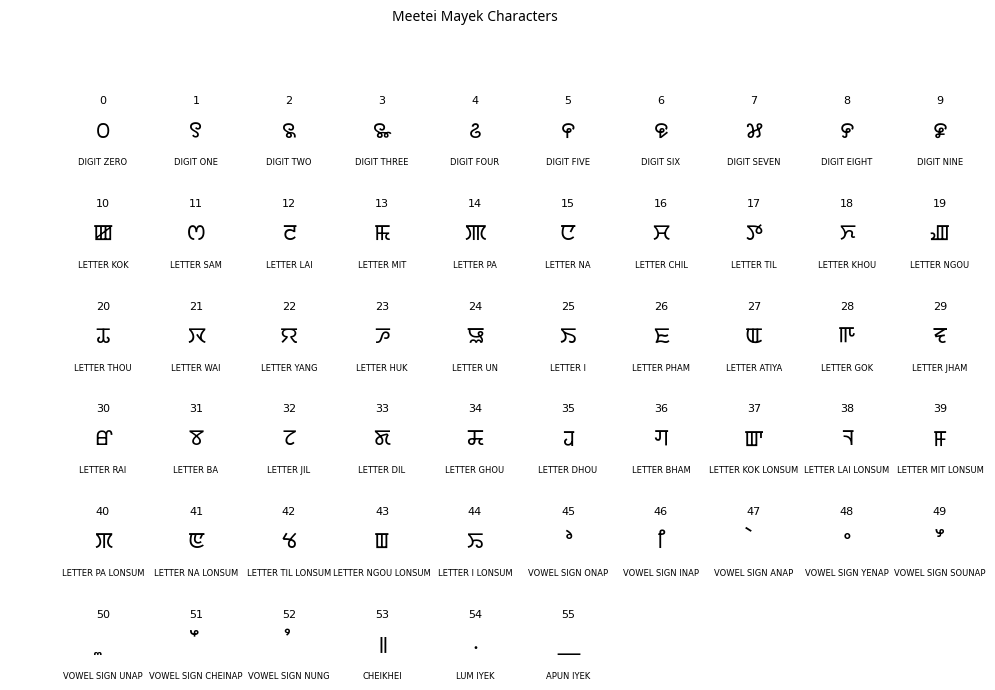 Meetei Mayek Characters
0 1 2 3 4 5 6 7 8 9
꯰ ꯱ ꯲ ꯳ ꯴ ꯵ ꯶ ꯷ ꯸ ꯹
DIGIT ZERO DIGIT ONE DIGIT TWO DIGIT THREE DIGIT FOUR DIGIT FIVE DIGIT SIX DIGIT SEVEN DIGIT EIGHT DIGIT NINE
10 11 12 13 14 15 16 17 18 19
ꯀ ꯁ ꯂ ꯃ ꯄ ꯅ ꯆ ꯇ ꯈ ꯉ
LETTER KOK LETTER SAM LETTER LAI LETTER MIT LETTER PA LETTER NA LETTER CHIL LETTER TIL LETTER KHOU LETTER NGOU
20 21 22 23 24 25 26 27 28 29
ꯊ ꯋ ꯌ ꯍ ꯎ ꯏ ꯐ ꯑ ꯒ ꯓ
LETTER THOU LETTER WAI LETTER YANG LETTER HUK LETTER UN LETTER I LETTER PHAM LETTER ATIYA LETTER GOK LETTER JHAM
30 31 32 33 34 35 36 37 38 39
ꯔ ꯕ ꯖ ꯗ ꯘ ꯙ ꯚ ꯛ ꯜ ꯝ
LETTER RAI LETTER BA LETTER JIL LETTER DIL LETTER GHOU LETTER DHOU LETTER BHAM LETTER KOK LONSUM LETTER LAI LONSUM LETTER MIT LONSUM
40 41 42 43 44 45 46 47 48 49
ꯞ ꯟ ꯠ ꯡ ꯢ ꯣ ꯤ ꯥ ꯦ ꯧ
LETTER PA LONSUM LETTER NA LONSUM LETTER TIL LONSUM LETTER NGOU LONSUM LETTER I LONSUM VOWEL SIGN ONAP VOWEL SIGN INAP VOWEL SIGN ANAP VOWEL SIGN YENAP VOWEL SIGN SOUNAP
50 51 52 53 54 55
ꯨ ꯩ ꯪ ꯫ ꯬ ꯭
VOWEL SIGN UNAP VOWEL SIGN CHEINAP VOWEL SIGN NUNG CHEIKHEI LUM IYEK APUN IYEK